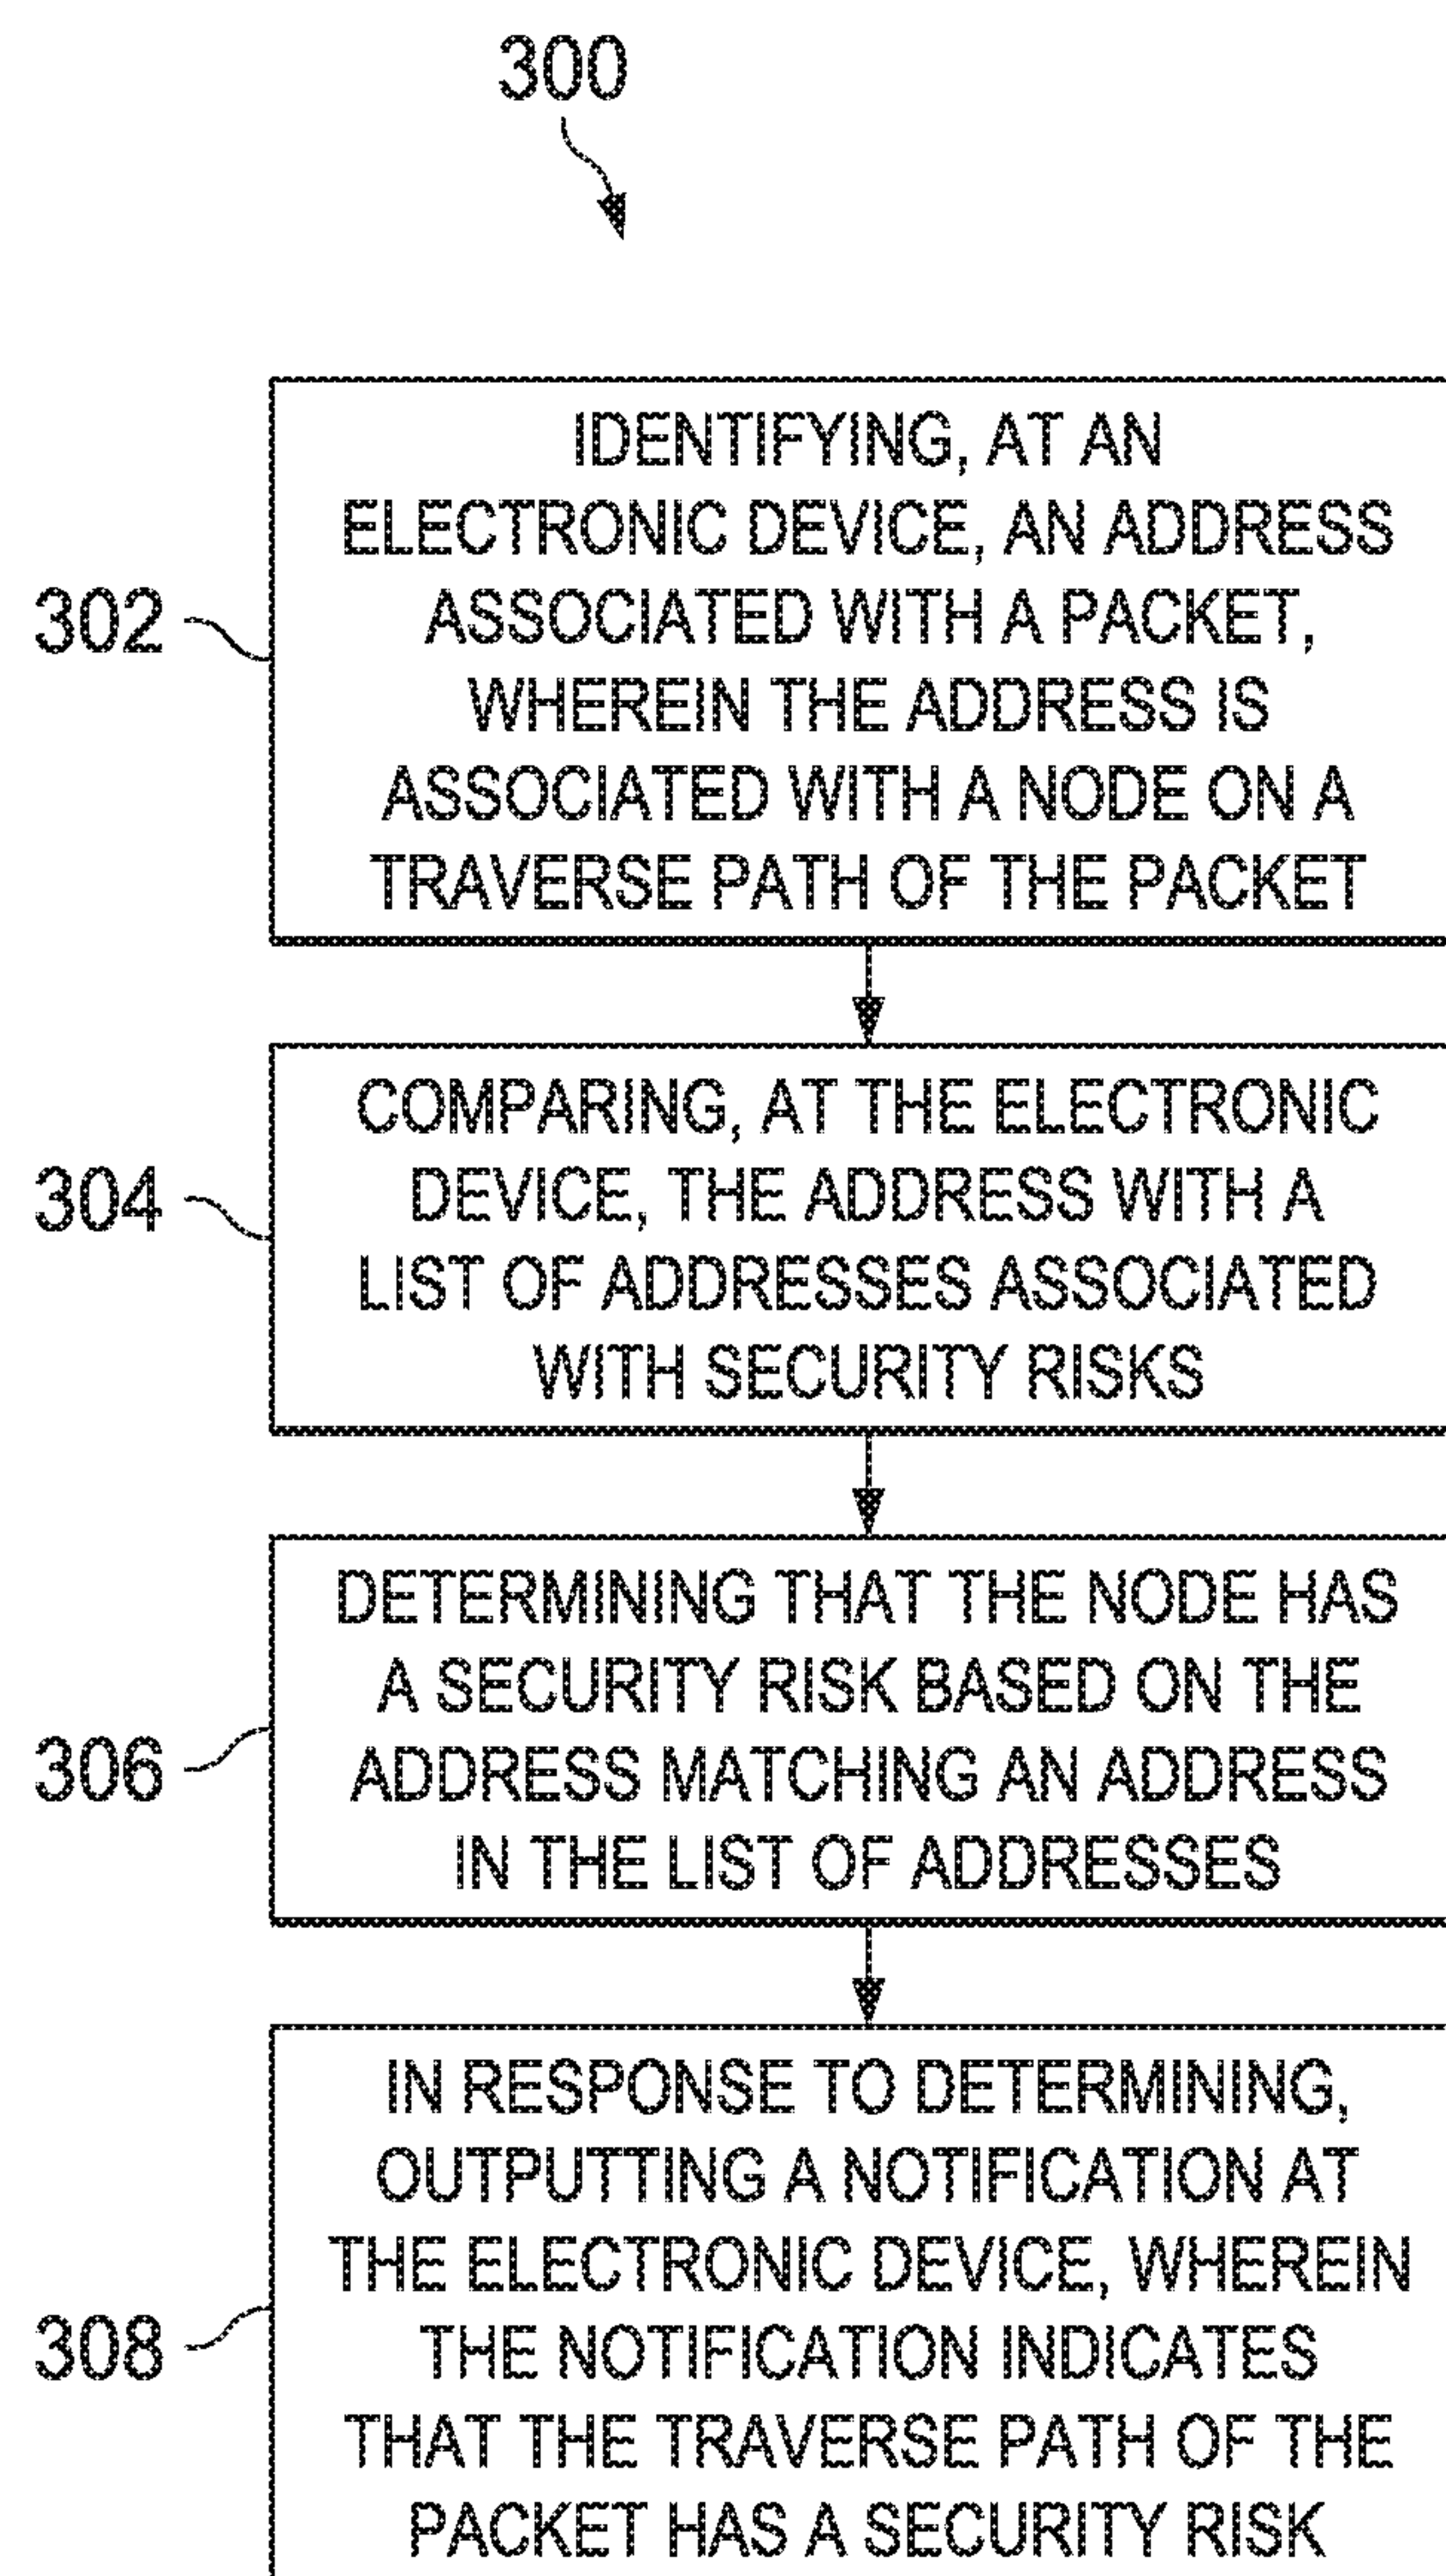 300
302
IDENTIFYING, AT AN
ELECTRONIC DEVICE, AN ADDRESS
ASSOCIATED WITH A PACKET,
WHEREIN THE ADDRESS IS
ASSOCIATED WITH A NODE ON A
TRAVERSE PATH OF THE PACKET
304
COMPARING, AT THE ELECTRONIC
DEVICE, THE ADDRESS WITH A
LIST OF ADDRESSES ASSOCIATED
WITH SECURITY RISKS
306
DETERMINING THAT THE NODE HAS
A SECURITY RISK BASED ON THE
ADDRESS MATCHING AN ADDRESS
IN THE LIST OF ADDRESSES
308
IN RESPONSE TO DETERMINING,
OUTPUTTING A NOTIFICATION AT
THE ELECTRONIC DEVICE, WHEREIN
THE NOTIFICATION INDICATES
THAT THE TRAVERSE PATH OF THE
PACKET HAS A SECURITY RISK